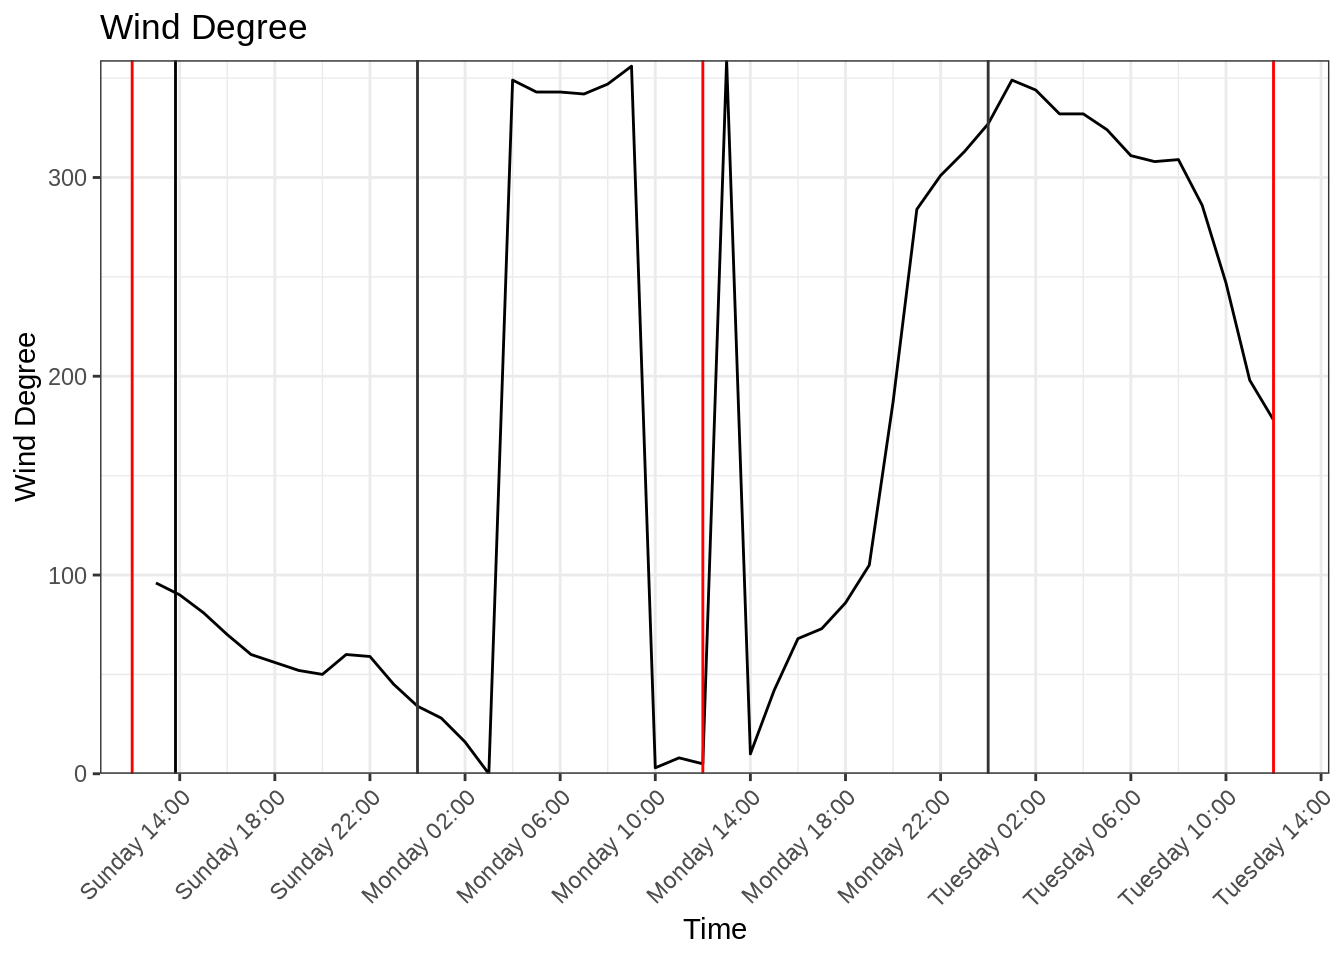 Wind Degree
Wind Degree
300
200
100
0
Sunday 14:00
Sunday 18:00
Sunday 22:00
Monday 02:00
Monday 06:00
Monday 10:00
Monday 14:00
Monday 18:00
Monday 22:00
Tuesday 02:00
Tuesday 06:00
Tuesday 10:00
Tuesday 14:00
Time